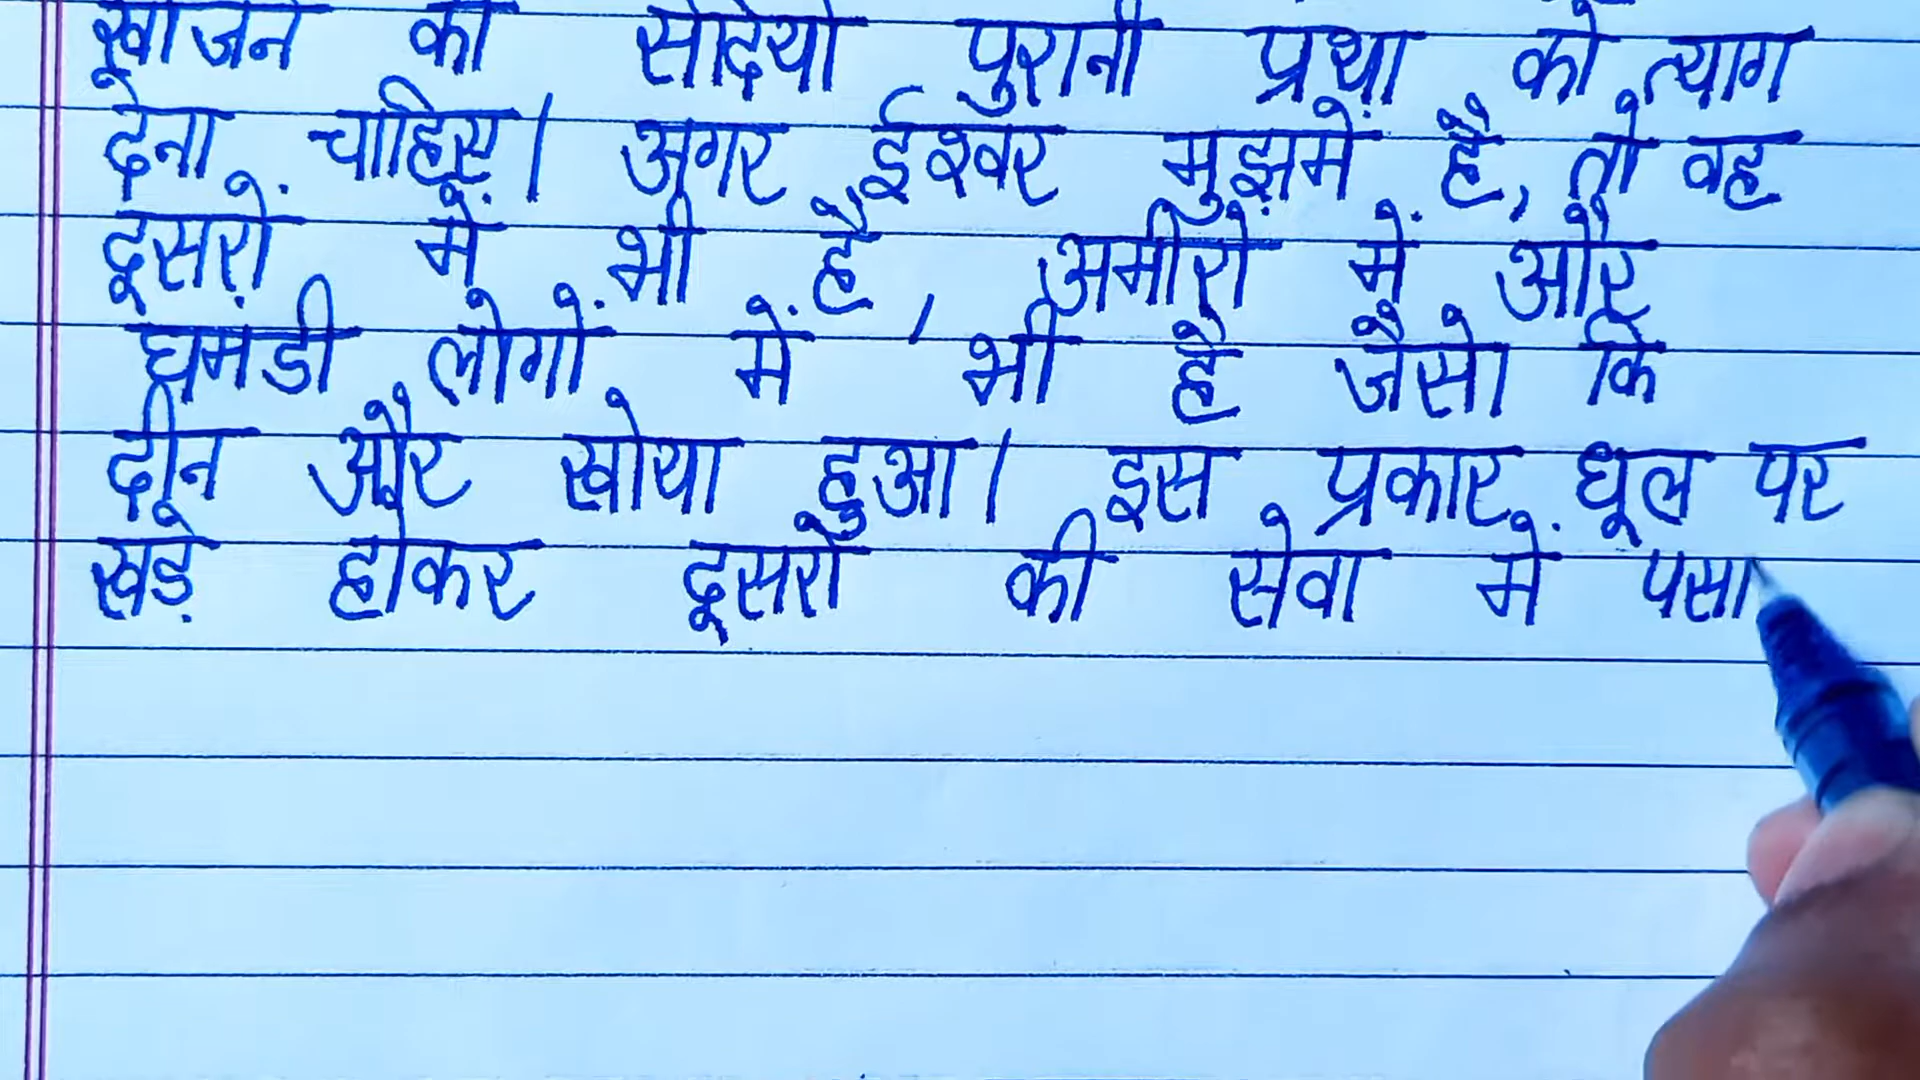 खोजने की सदियों पुरानी प्रथा को त्याग
देना चाहिए। अगर ईश्वर मुझमें है, तो वह
दूसरों में भी है, अमीरों में और
घमंडी लोगों में भी है जैसा कि
दीन और खोया हुआ। इस प्रकार धूल पर
खड़े होकर दूसरों की सेवा में पसी